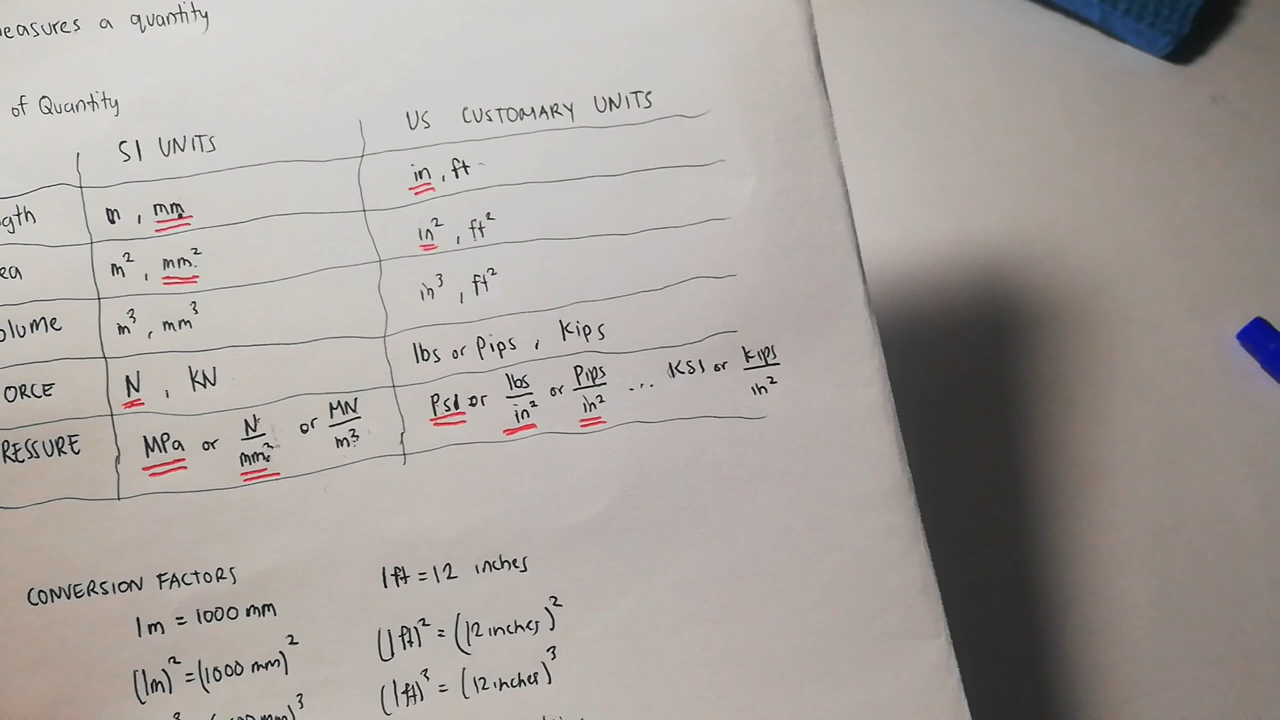 easures a quantity
of Quantity
SI UNITS US CUSTOMARY UNITS
gth m , mm in , ft
ea m² , mm² in² , ft²
olume m³ , mm³ in³ , ft²
ORCE N , KN lbs or Pips , Kips
RESSURE MPa or N/mm² or MN/m² PSI or lbs/in² or Pips/in² ... KSI or kips/in²
CONVERSION FACTORS
1m = 1000 mm 1ft = 12 inches
(1m)² = (1000 mm)² (1ft)² = (12 inches)²
(1ft)³ = (12 inches)³